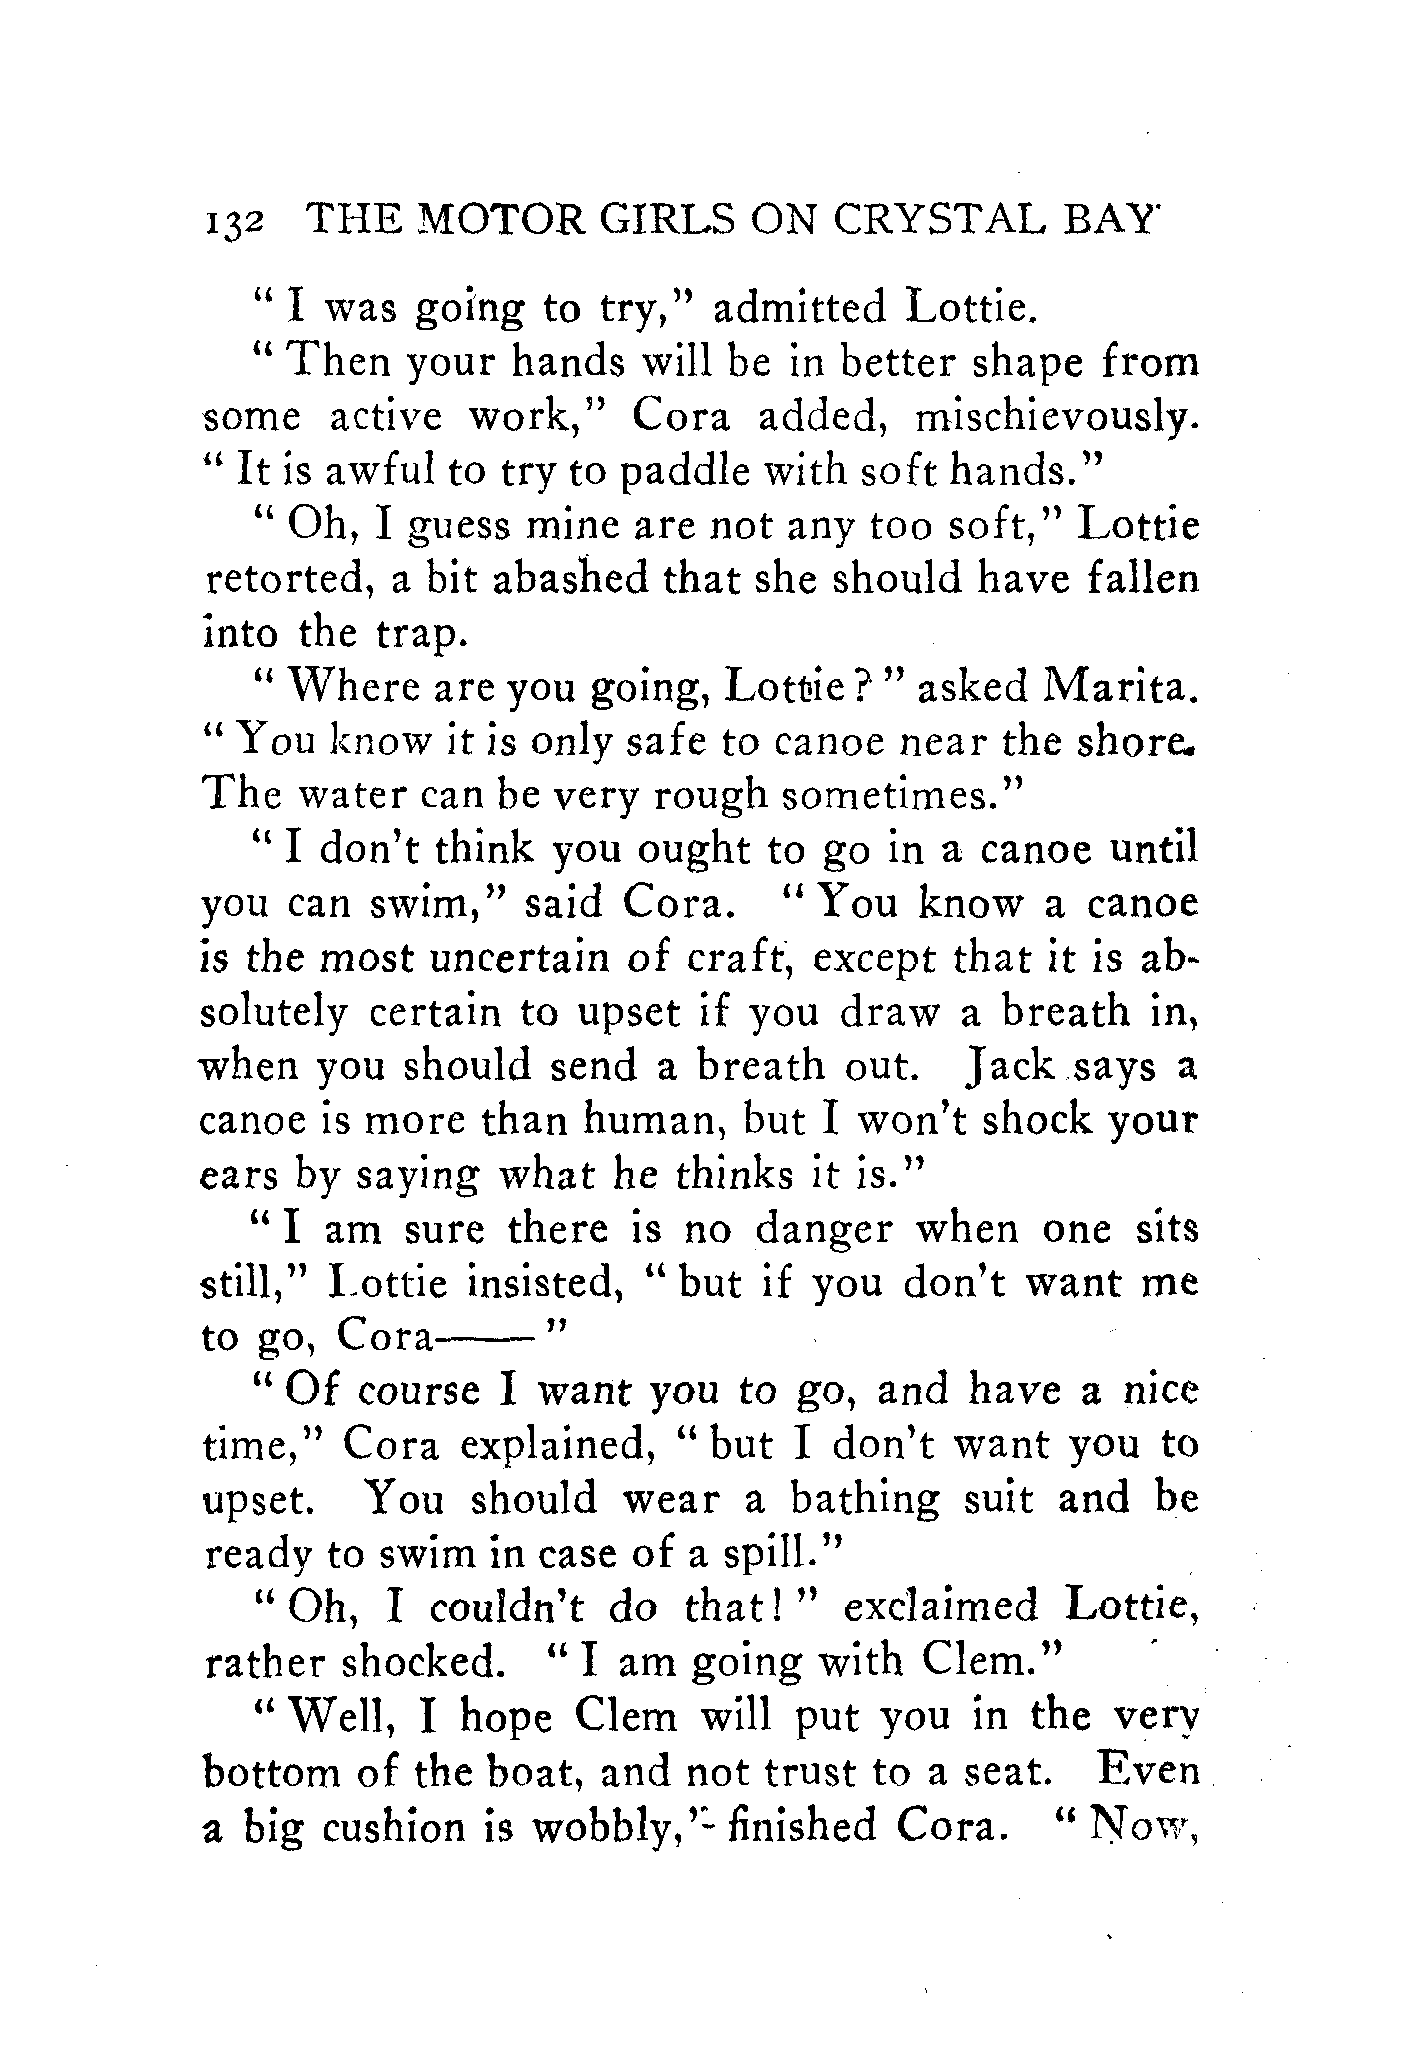 132 THE MOTOR GIRLS ON CRYSTAL BAY
"I was going to try," admitted Lottie.
"Then your hands will be in better shape from
some active work," Cora added, mischievously.
"It is awful to try to paddle with soft hands."
"Oh, I guess mine are not any too soft," Lottie
retorted, a bit abashed that she should have fallen
into the trap.
"Where are you going, Lottie?" asked Marita.
"You know it is only safe to canoe near the shore.
The water can be very rough sometimes."
"I don't think you ought to go in a canoe until
you can swim," said Cora. "You know a canoe
is the most uncertain of craft, except that it is ab-
solutely certain to upset if you draw a breath in,
when you should send a breath out. Jack says a
canoe is more than human, but I won't shock your
ears by saying what he thinks it is."
"I am sure there is no danger when one sits
still," Lottie insisted, "but if you don't want me
to go, Cora——"
"Of course I want you to go, and have a nice
time," Cora explained, "but I don't want you to
upset. You should wear a bathing suit and be
ready to swim in case of a spill."
"Oh, I couldn't do that!" exclaimed Lottie,
rather shocked. "I am going with Clem."
"Well, I hope Clem will put you in the very
bottom of the boat, and not trust to a seat. Even
a big cushion is wobbly," finished Cora. "Now,